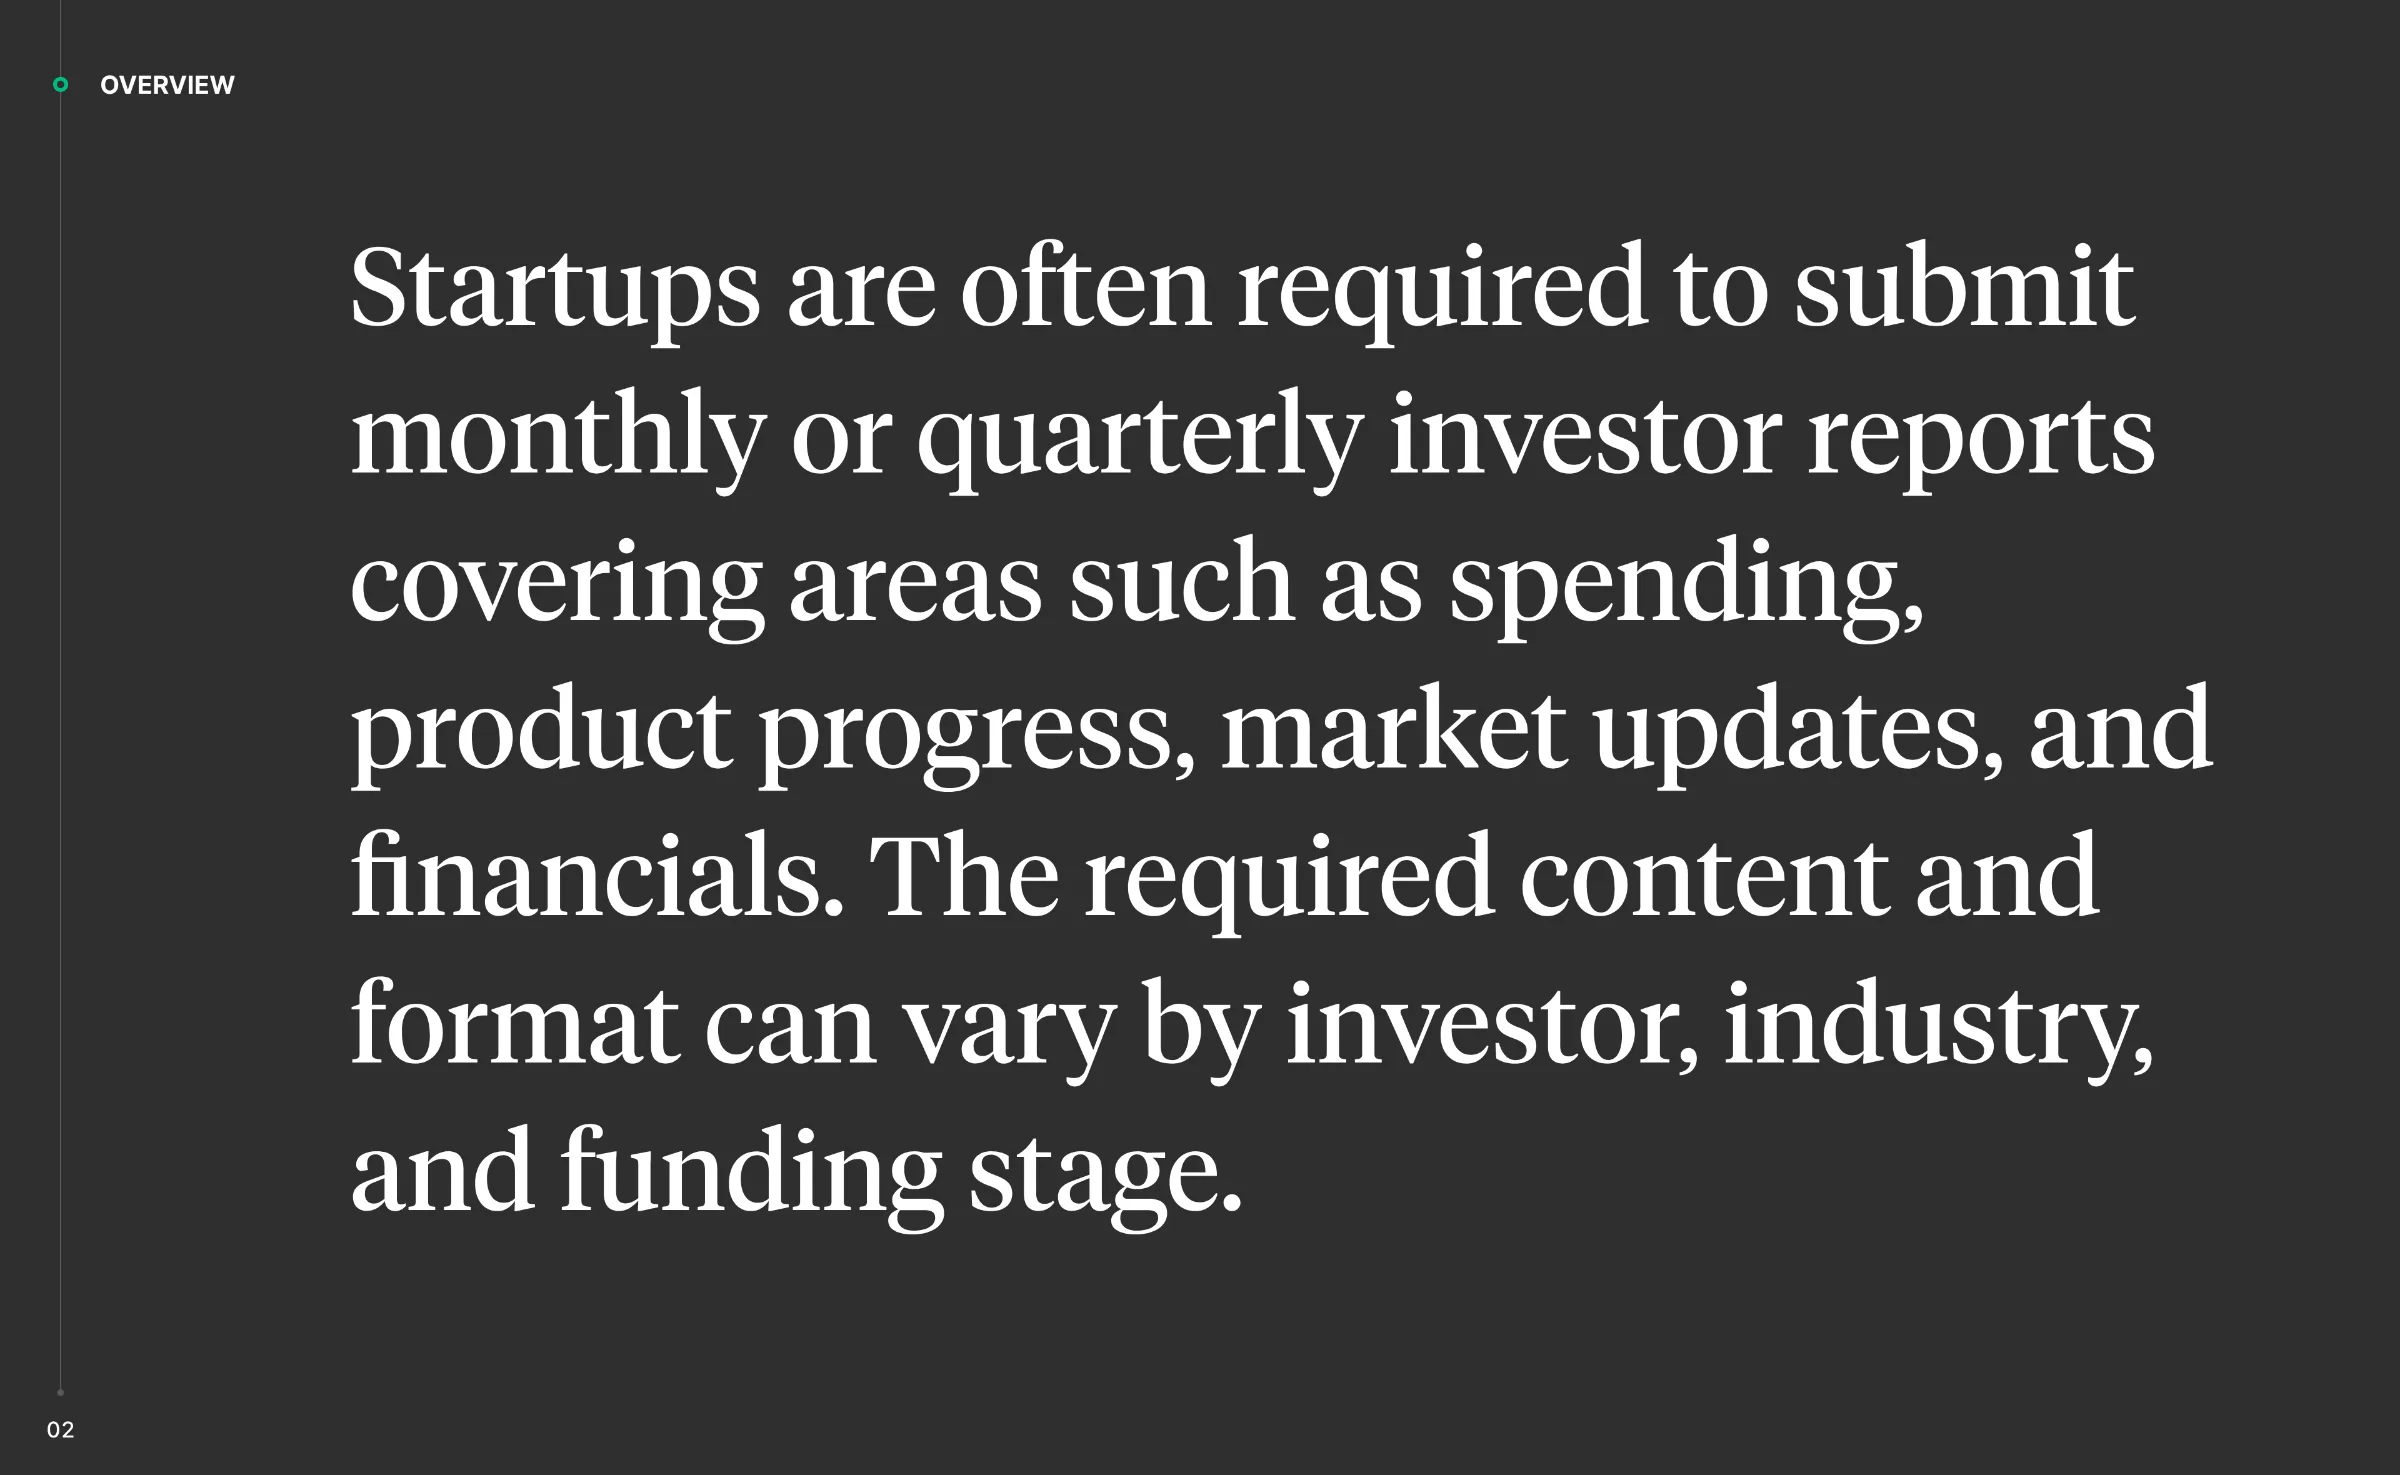 OVERVIEW
Startups are often required to submit
monthly or quarterly investor reports
covering areas such as spending,
product progress, market updates, and
financials. The required content and
format can vary by investor, industry,
and funding stage.
02